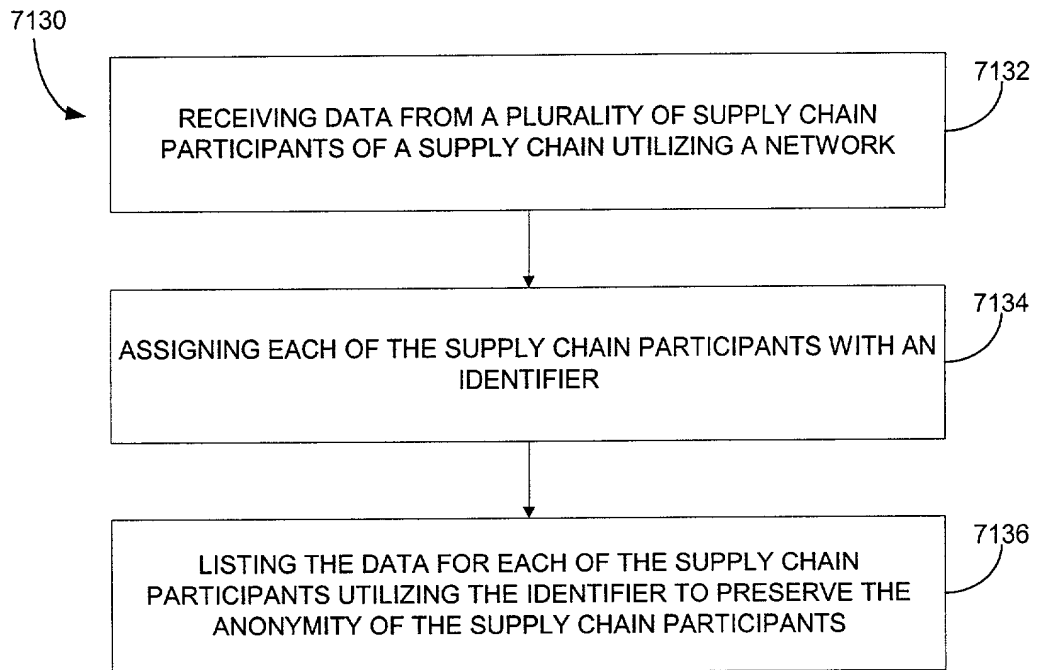 7130
7132
RECEIVING DATA FROM A PLURALITY OF SUPPLY CHAIN
PARTICIPANTS OF A SUPPLY CHAIN UTILIZING A NETWORK
7134
ASSIGNING EACH OF THE SUPPLY CHAIN PARTICIPANTS WITH AN
IDENTIFIER
7136
LISTING THE DATA FOR EACH OF THE SUPPLY CHAIN
PARTICIPANTS UTILIZING THE IDENTIFIER TO PRESERVE THE
ANONYMITY OF THE SUPPLY CHAIN PARTICIPANTS